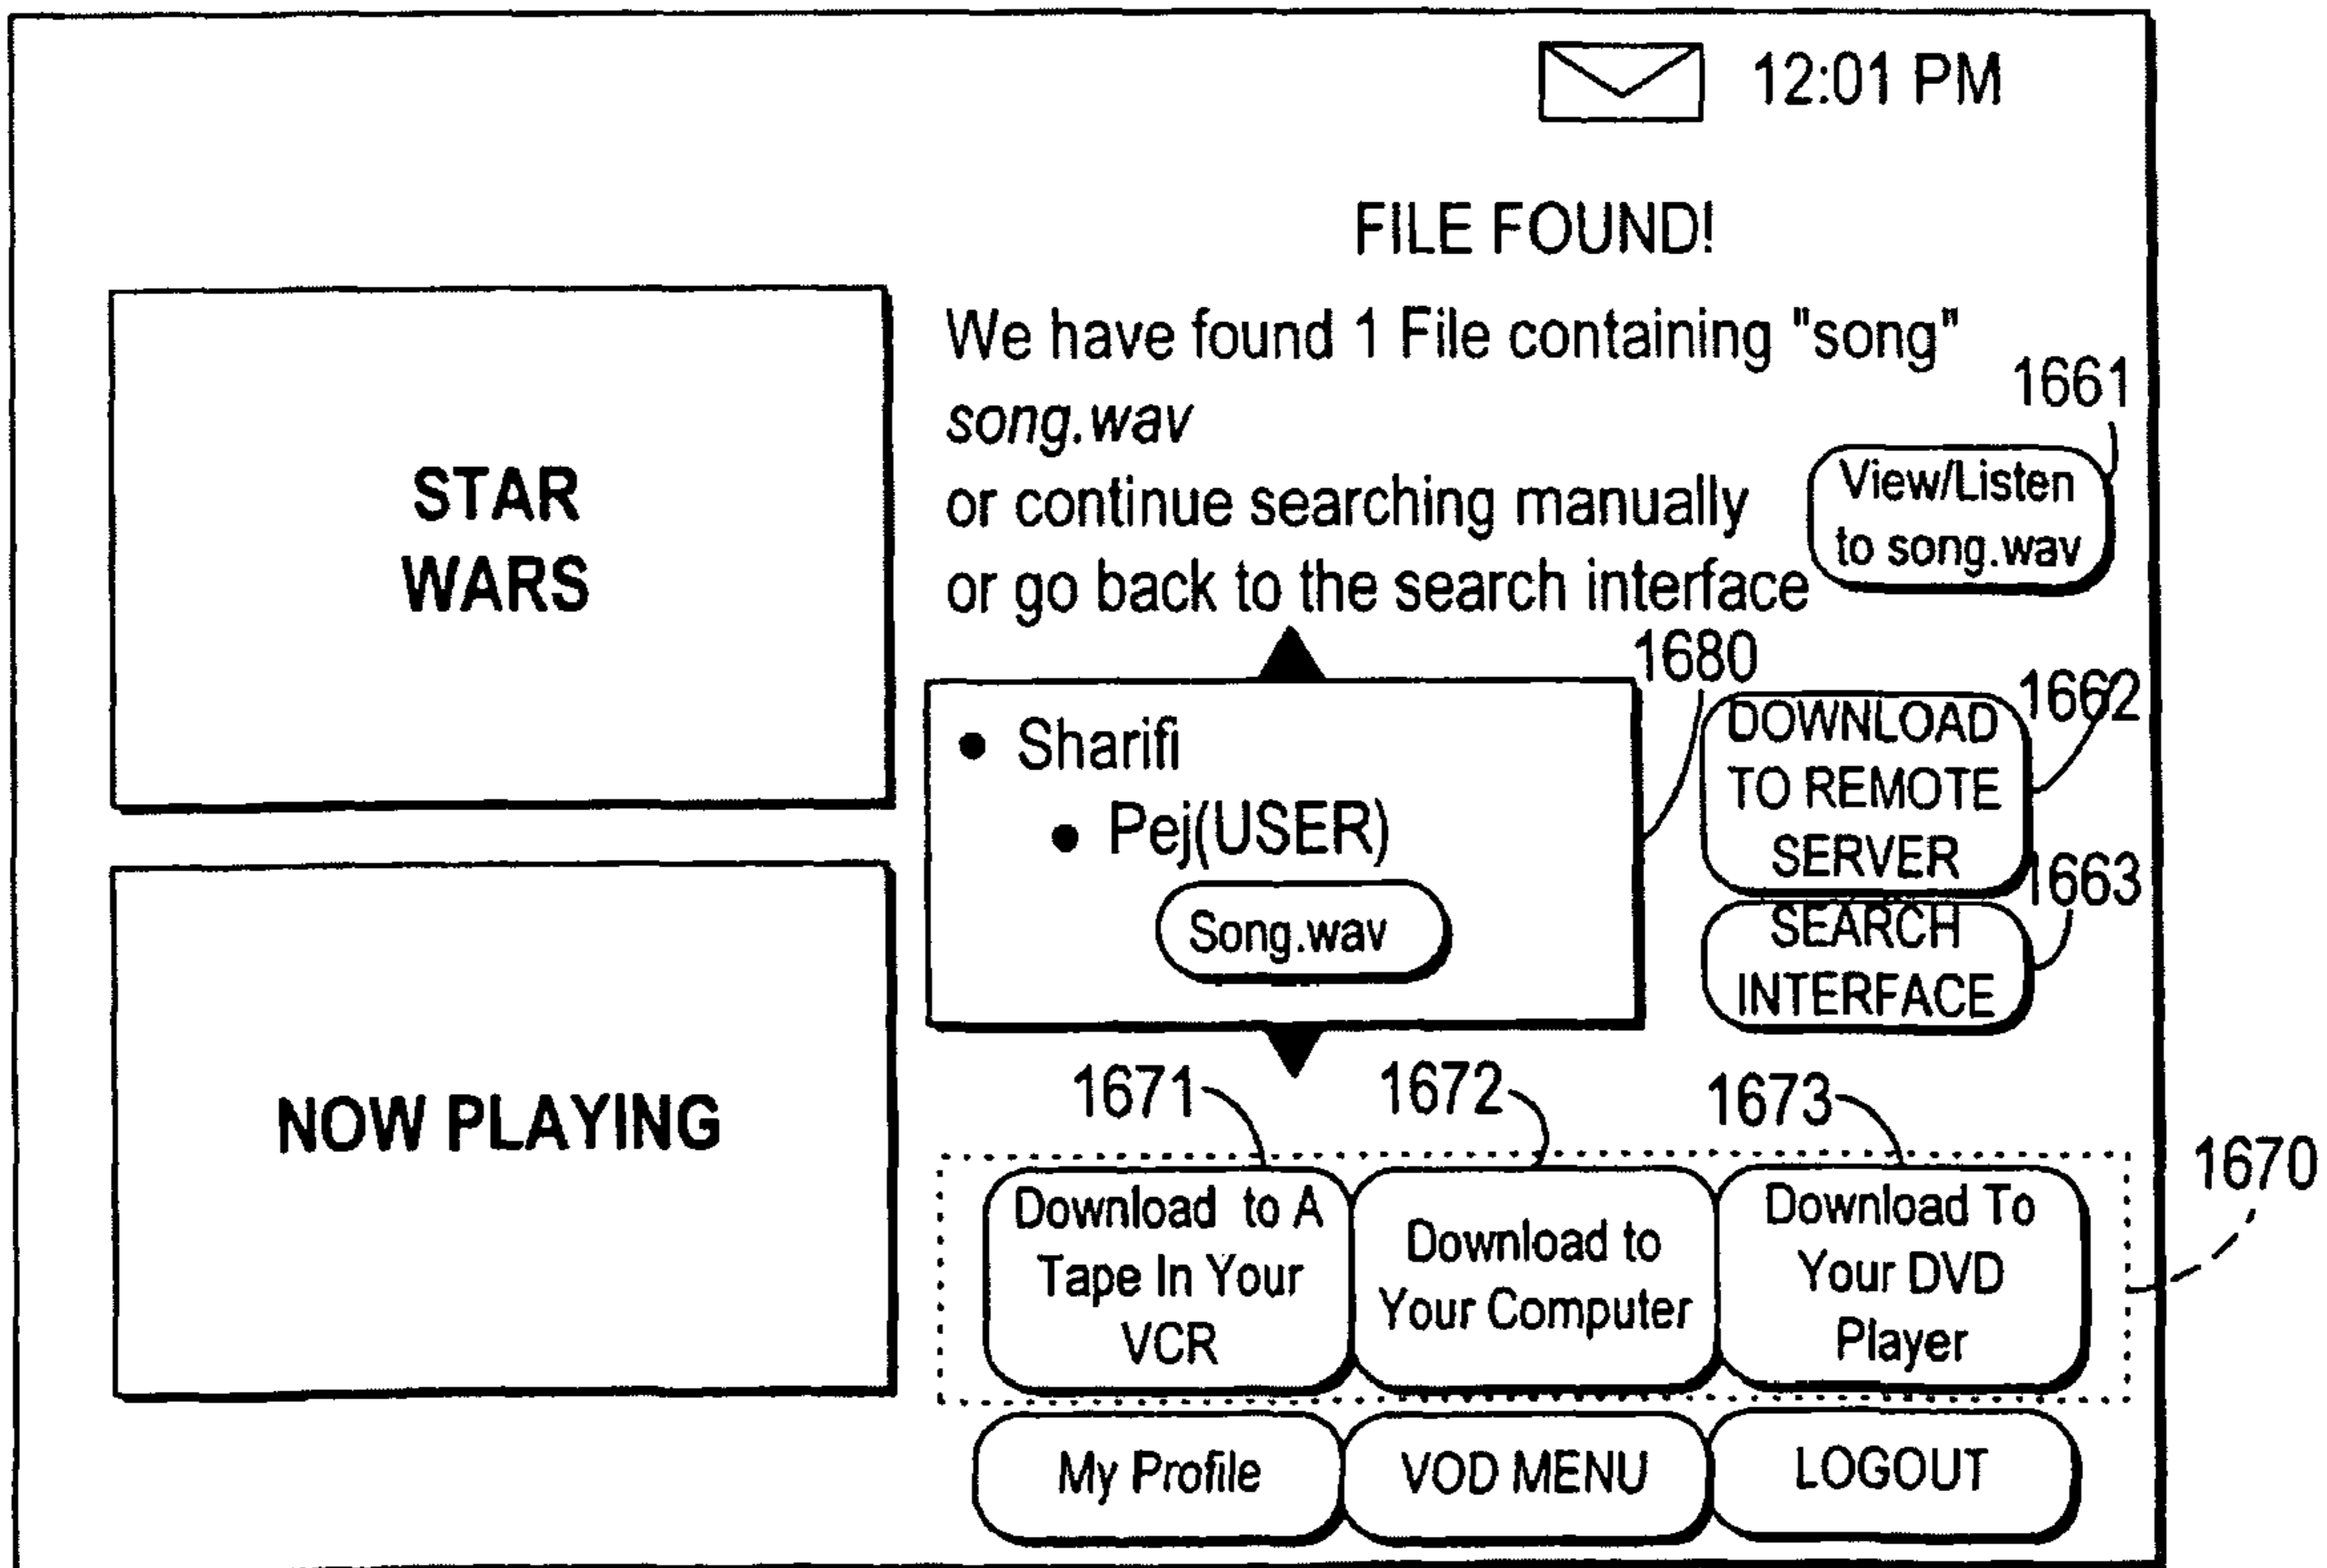 12:01 PM
FILE FOUND!
STAR
WARS
We have found 1 File containing "song"
song.wav
or continue searching manually
or go back to the search interface
1661
View/Listen
to song.wav
1680
• Sharifi
• Pej(USER)
Song.wav
1662
DOWNLOAD
TO REMOTE
SERVER
1663
SEARCH
INTERFACE
NOW PLAYING
1671
1672
1673
1670
Download to A
Tape In Your
VCR
Download to
Your Computer
Download To
Your DVD
Player
My Profile
VOD MENU
LOGOUT